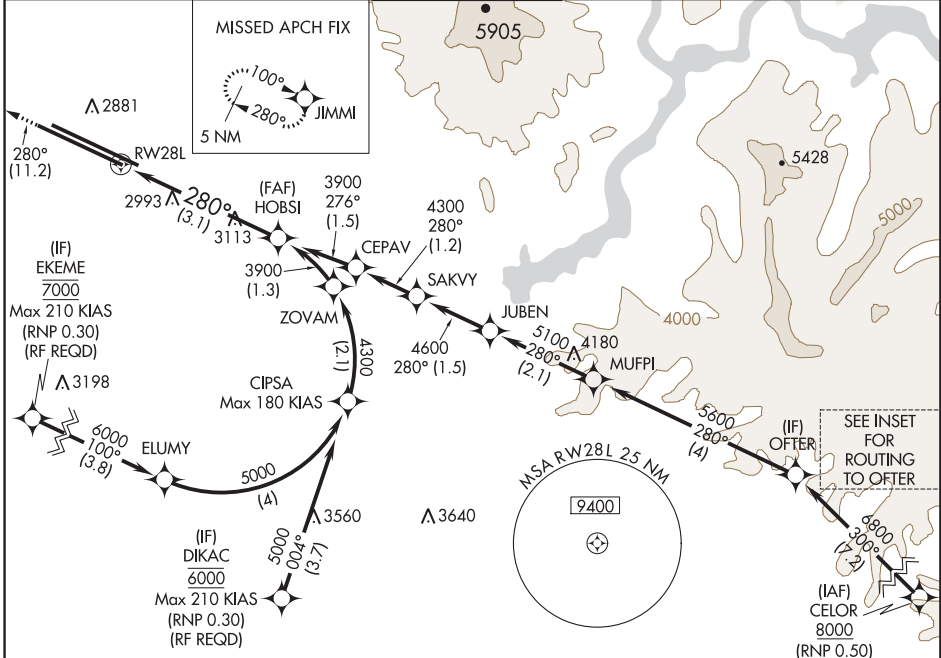 MISSED APCH FIX
100°
280°
JIMMI
5 NM
5905
2881
RW28L
280°
(11.2)
2993
280°
(3.1)
3113
(FAF)
HOBSI
3900
276°
(1.5)
4300
280°
(1.2)
CEPAV
SAKVY
3900
(1.3)
ZOVAM
JUBEN
4600
280° (1.5)
5100
280°
(2.1)
4180
MUFPI
5428
5000
4000
(IF)
EKEME
7000
Max 210 KIAS
(RNP 0.30)
(RF REQD)
3198
4300
(2.1)
CIPSA
Max 180 KIAS
6000
100°
(3.8)
ELUMY
5000
(4)
5600
280°
(4)
(IF)
OFTER
SEE INSET
FOR
ROUTING
TO OFTER
MSA RW28L 25 NM
9400
3560
3640
5000
004°
(3.7)
(IF)
DIKAC
6000
Max 210 KIAS
(RNP 0.30)
(RF REQD)
6800
300°
(7.2)
(IAF)
CELOR
8000
(RNP 0.50)